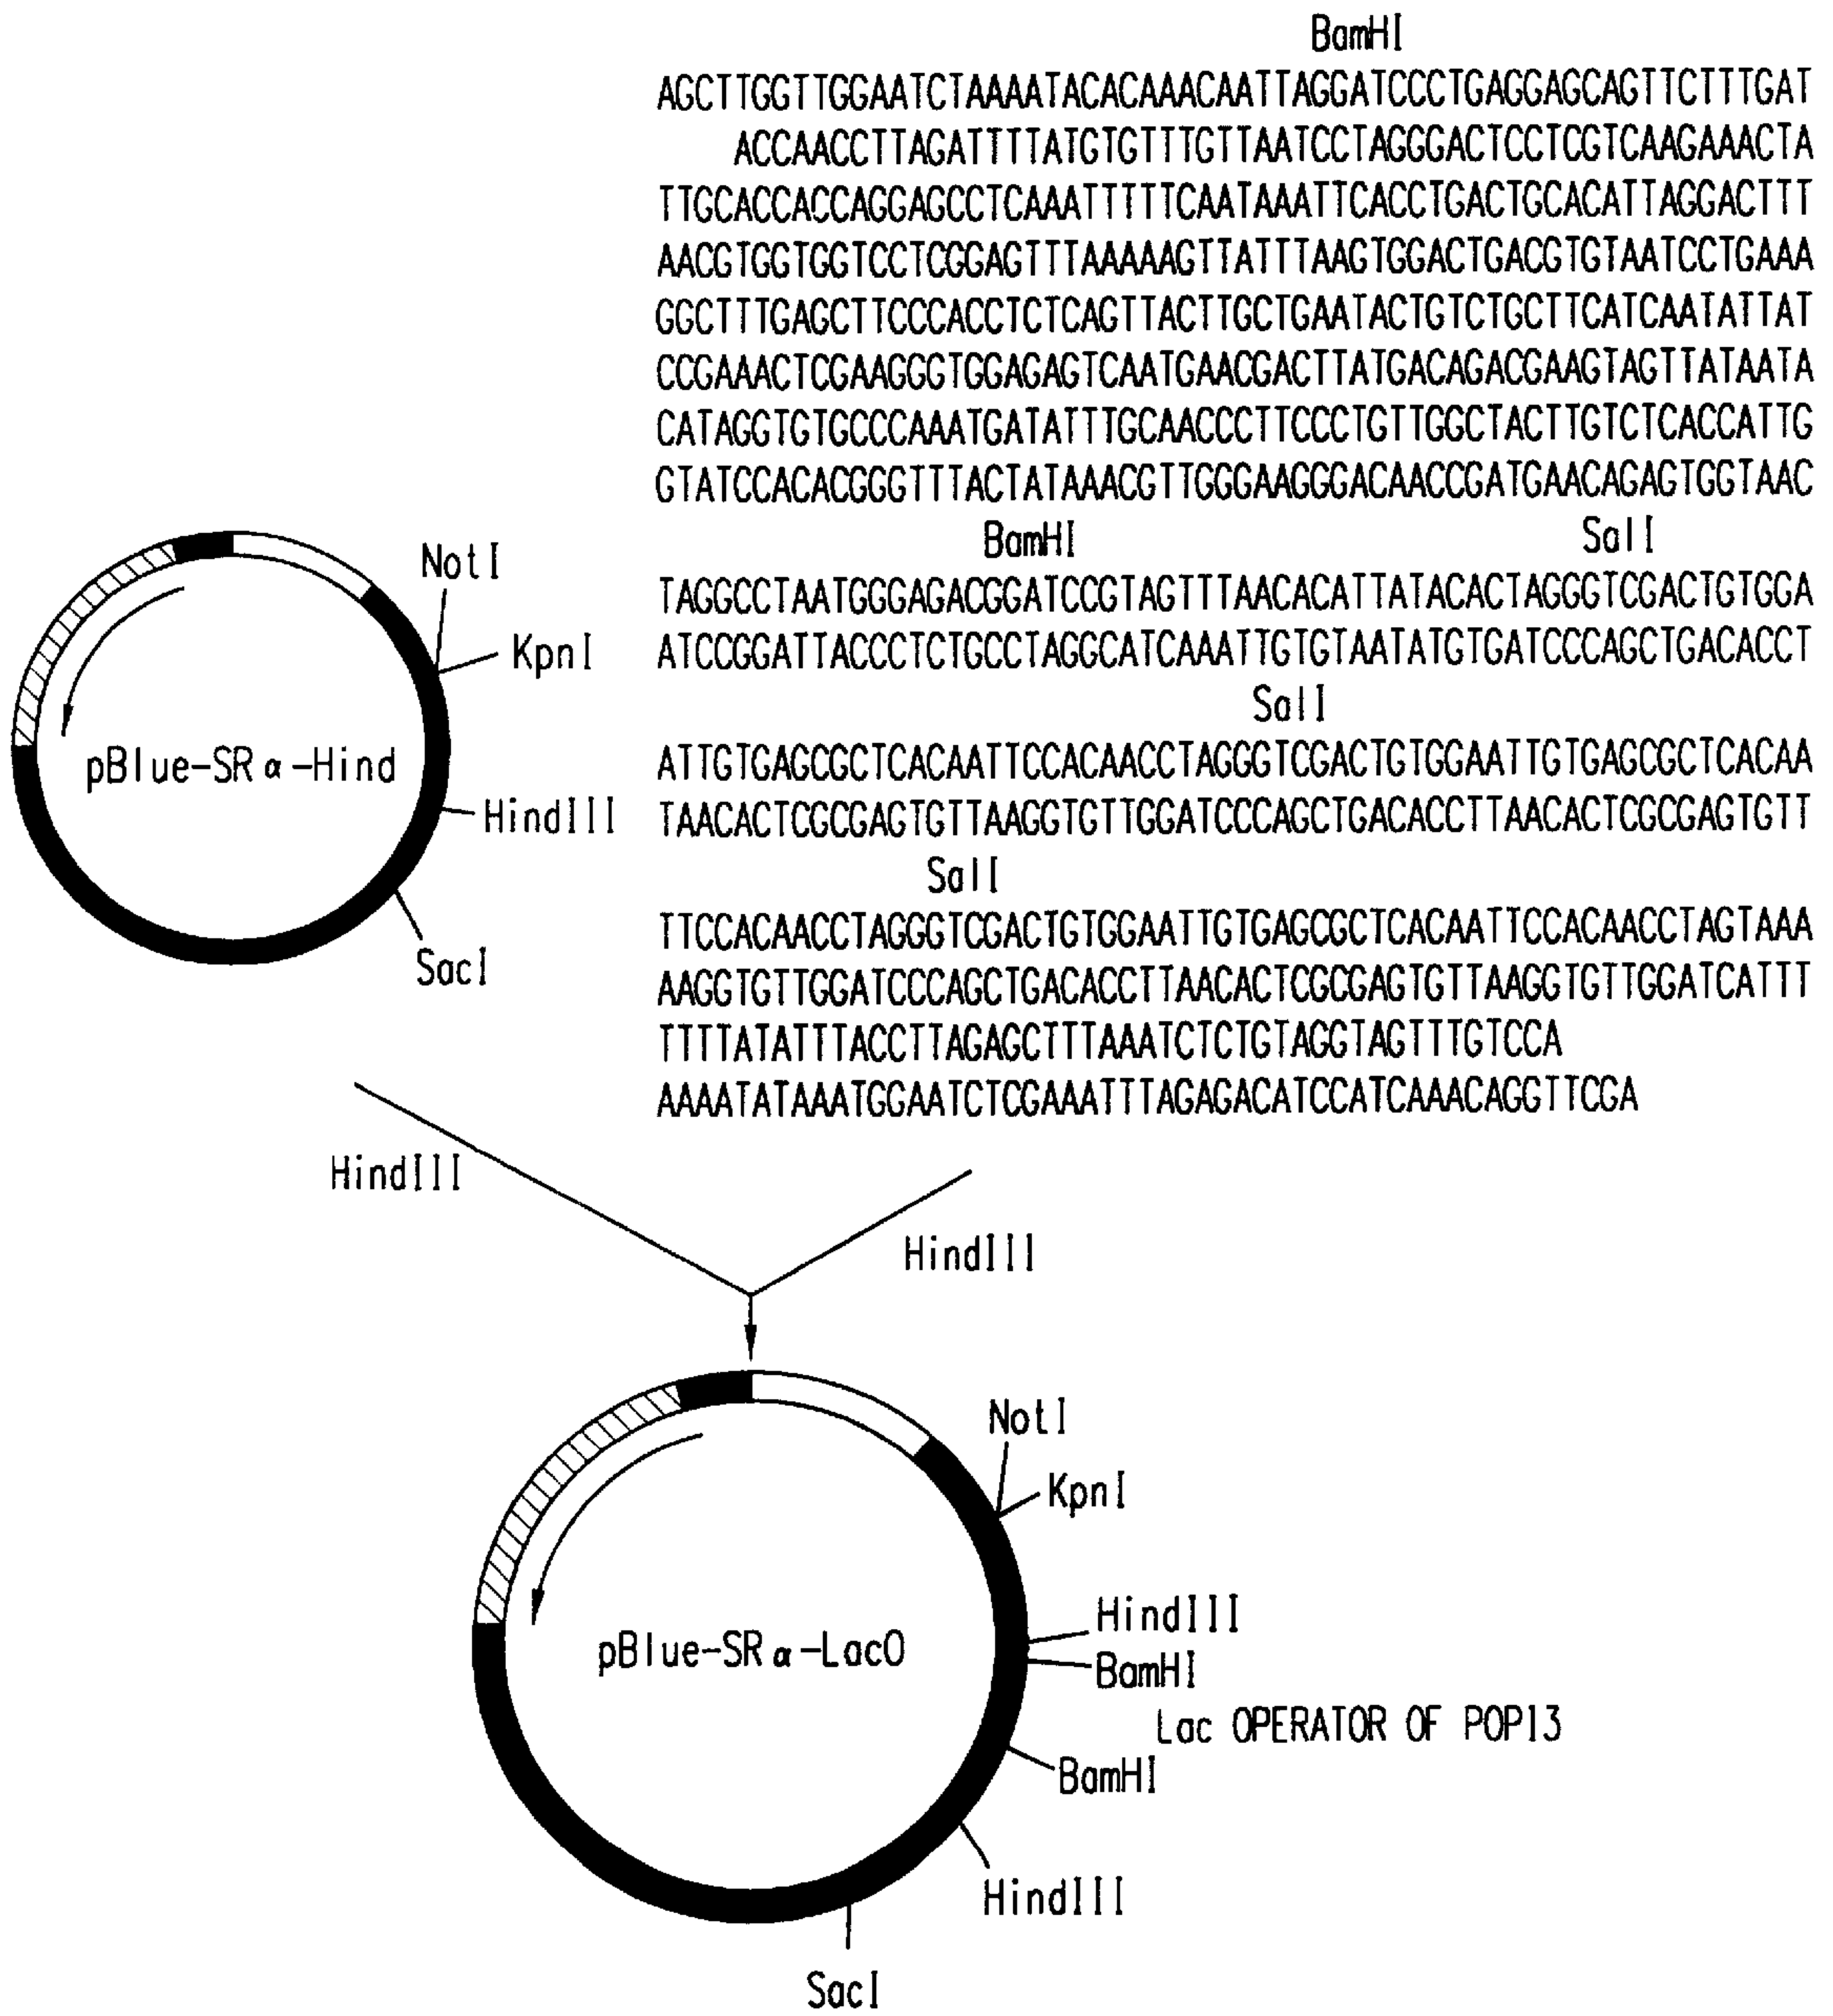 BamHI
AGCTTGGTTGGAATCTAAAATACACAAACAATTAGGATCCCTGAGGAGCAGTTCTTTGAT
ACCAACCTTAGATTTTATGTGTTTGTTAATCCTAGGGACTCCTCGTCAAGAAACTA
TTGCACCACCAGGAGCCTCAAATTTTTCAATAAATTCACCTGACTGCACATTAGGACTTT
AACGTGGTGGTCCTCGGAGTTTAAAAAGTTATTTAAGTGGACTGACGTGTAATCCTGAAA
GGCTTTGAGCTTCCCACCTCTCAGTTACTTGCTGAATACTGTCTGCTTCATCAATATTAT
CCGAAACTCGAAGGGTGGAGAGTCAATGAACGACTTATGACAGACGAAGTAGTTATAATA
CATAGGTGTGCCCAAATGATATTTGCAACCCTTCCCTGTTGGCTACTTGTCTCACCATTG
GTATCCACACGGGTTTACTATAAACGTTGGGAAGGGACAACCGATGAACAGAGTGGTAAC
BamHI SalI
TAGGCCTAATGGGAGACGGATCCGTAGTTTAACACATTATACACTAGGGTCGACTGTGGA
ATCCGGATTACCCTCTGCCTAGGCATCAAATTGTGTAATATGTGATCCCAGCTGACACCT
SalI
ATTGTGAGCGCTCACAATTCCACAACCTAGGGTCGACTGTGGAATTGTGAGCGCTCACAA
TAACACTCGCGAGTGTTAAGGTGTTGGATCCCAGCTGACACCTTAACACTCGCGAGTGTT
SalI
TTCCACAACCTAGGGTCGACTGTGGAATTGTGAGCGCTCACAATTCCACAACCTAGTAAA
AAGGTGTTGGATCCCAGCTGACACCTTAACACTCGCGAGTGTTAAGGTGTTGGATCATTT
TTTTATATTTACCTTAGAGCTTTAAATCTCTGTAGGTAGTTTGTCCA
AAAATATAAATGGAATCTCGAAATTTAGAGACATCCATCAAACAGGTTCGA
NotI
KpnI
pBlue-SRα-Hind
HindIII
SacI
HindIII
HindIII
NotI
KpnI
HindIII
pBlue-SRα-LacO
BamHI
Lac OPERATOR OF POP13
BamHI
HindIII
SacI